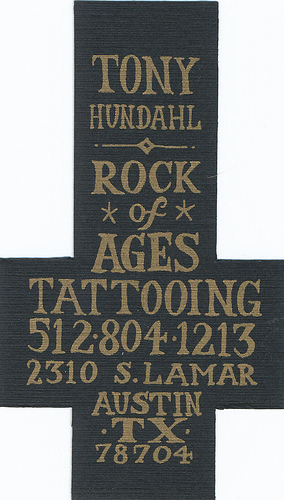 TONY
HUNDAHL
ROCK
* of *
AGES
TATTOOING
512·804·1213
2310 S. LAMAR
AUSTIN
·TX·
78704